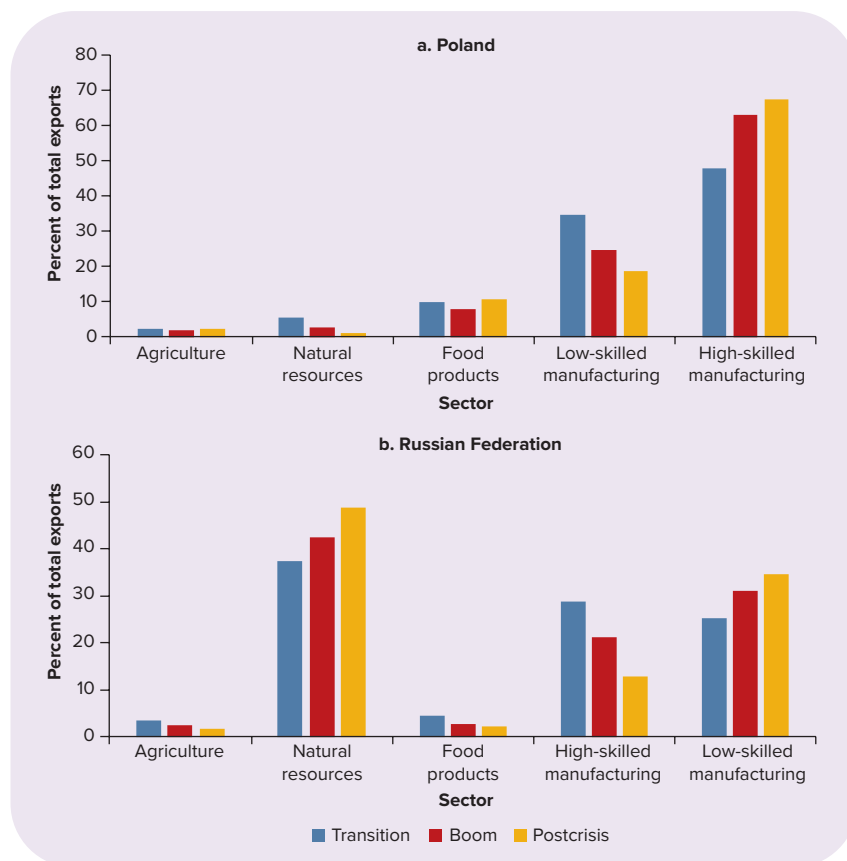 a. Poland
Percent of total exports
80
70
60
50
40
30
20
10
0
Agriculture
Natural
resources
Food
products
Low-skilled
manufacturing
High-skilled
manufacturing
Sector
b. Russian Federation
Percent of total exports
60
50
40
30
20
10
0
Agriculture
Natural
resources
Food
products
High-skilled
manufacturing
Low-skilled
manufacturing
Sector
Transition Boom Postcrisis